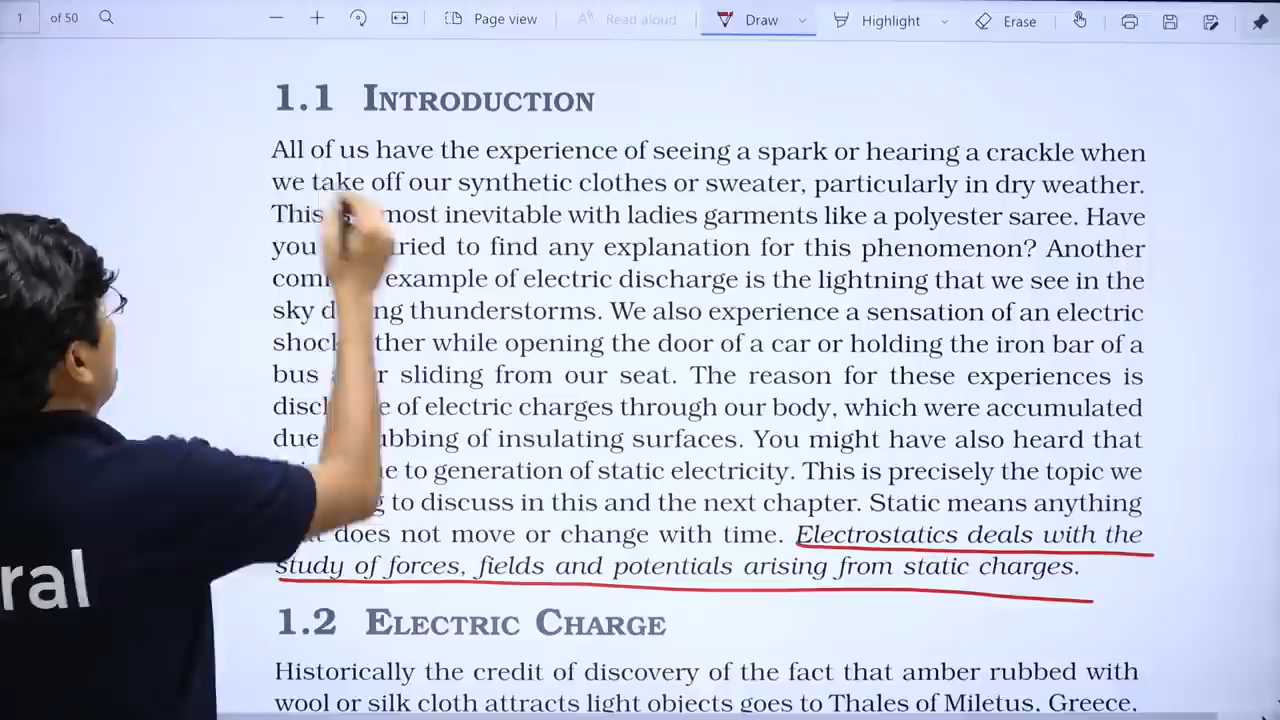 1 of 50 Page view Read aloud Draw Highlight Erase
1.1 INTRODUCTION
All of us have the experience of seeing a spark or hearing a crackle when
we take off our synthetic clothes or sweater, particularly in dry weather.
This most inevitable with ladies garments like a polyester saree. Have
you ried to find any explanation for this phenomenon? Another
com example of electric discharge is the lightning that we see in the
sky d ng thunderstorms. We also experience a sensation of an electric
shock ther while opening the door of a car or holding the iron bar of a
bus r sliding from our seat. The reason for these experiences is
disc e of electric charges through our body, which were accumulated
due ubbing of insulating surfaces. You might have also heard that
e to generation of static electricity. This is precisely the topic we
g to discuss in this and the next chapter. Static means anything
does not move or change with time. Electrostatics deals with the
study of forces, fields and potentials arising from static charges.
1.2 ELECTRIC CHARGE
Historically the credit of discovery of the fact that amber rubbed with
wool or silk cloth attracts light objects goes to Thales of Miletus, Greece,
ral